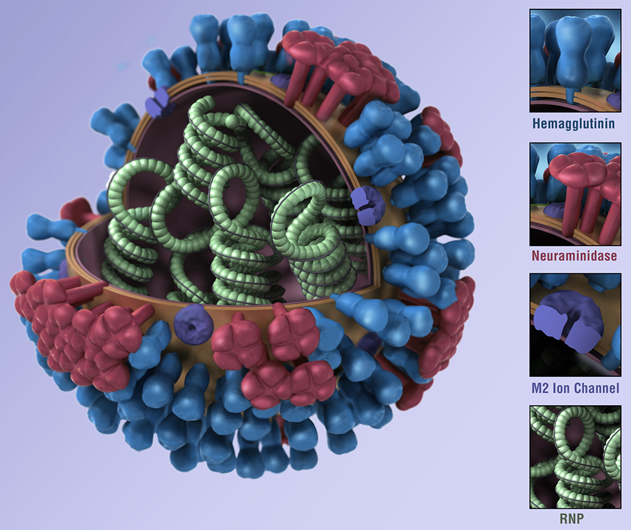 Hemagglutinin
Neuraminidase
M2 Ion Channel
RNP